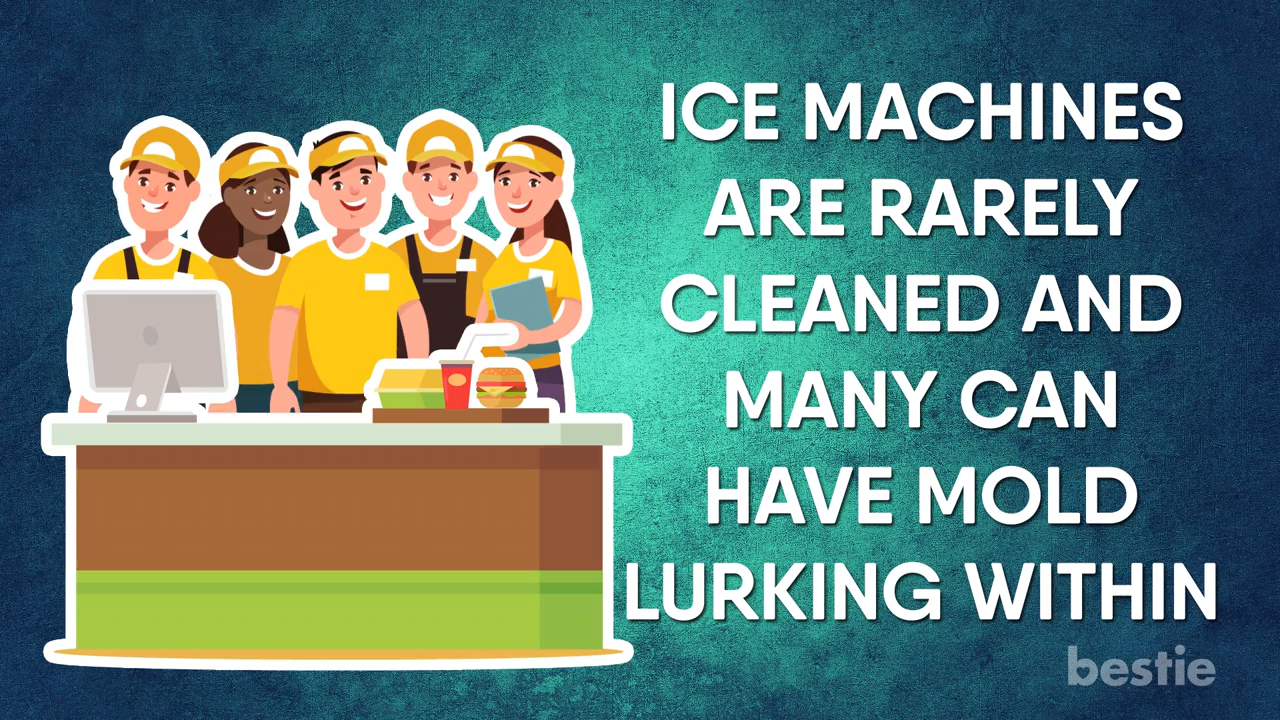 ICE MACHINES
ARE RARELY
CLEANED AND
MANY CAN
HAVE MOLD
LURKING WITHIN
bestie